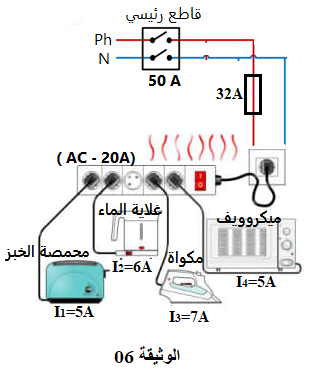 قاطع رئيسي
Ph
N
50 A
32A
( AC - 20A)
I
O
غلاية الماء
ميكروويف
محمصة الخبز
مكواة
I2=6A
I4=5A
I1=5A
I3=7A
الوثيقة 06